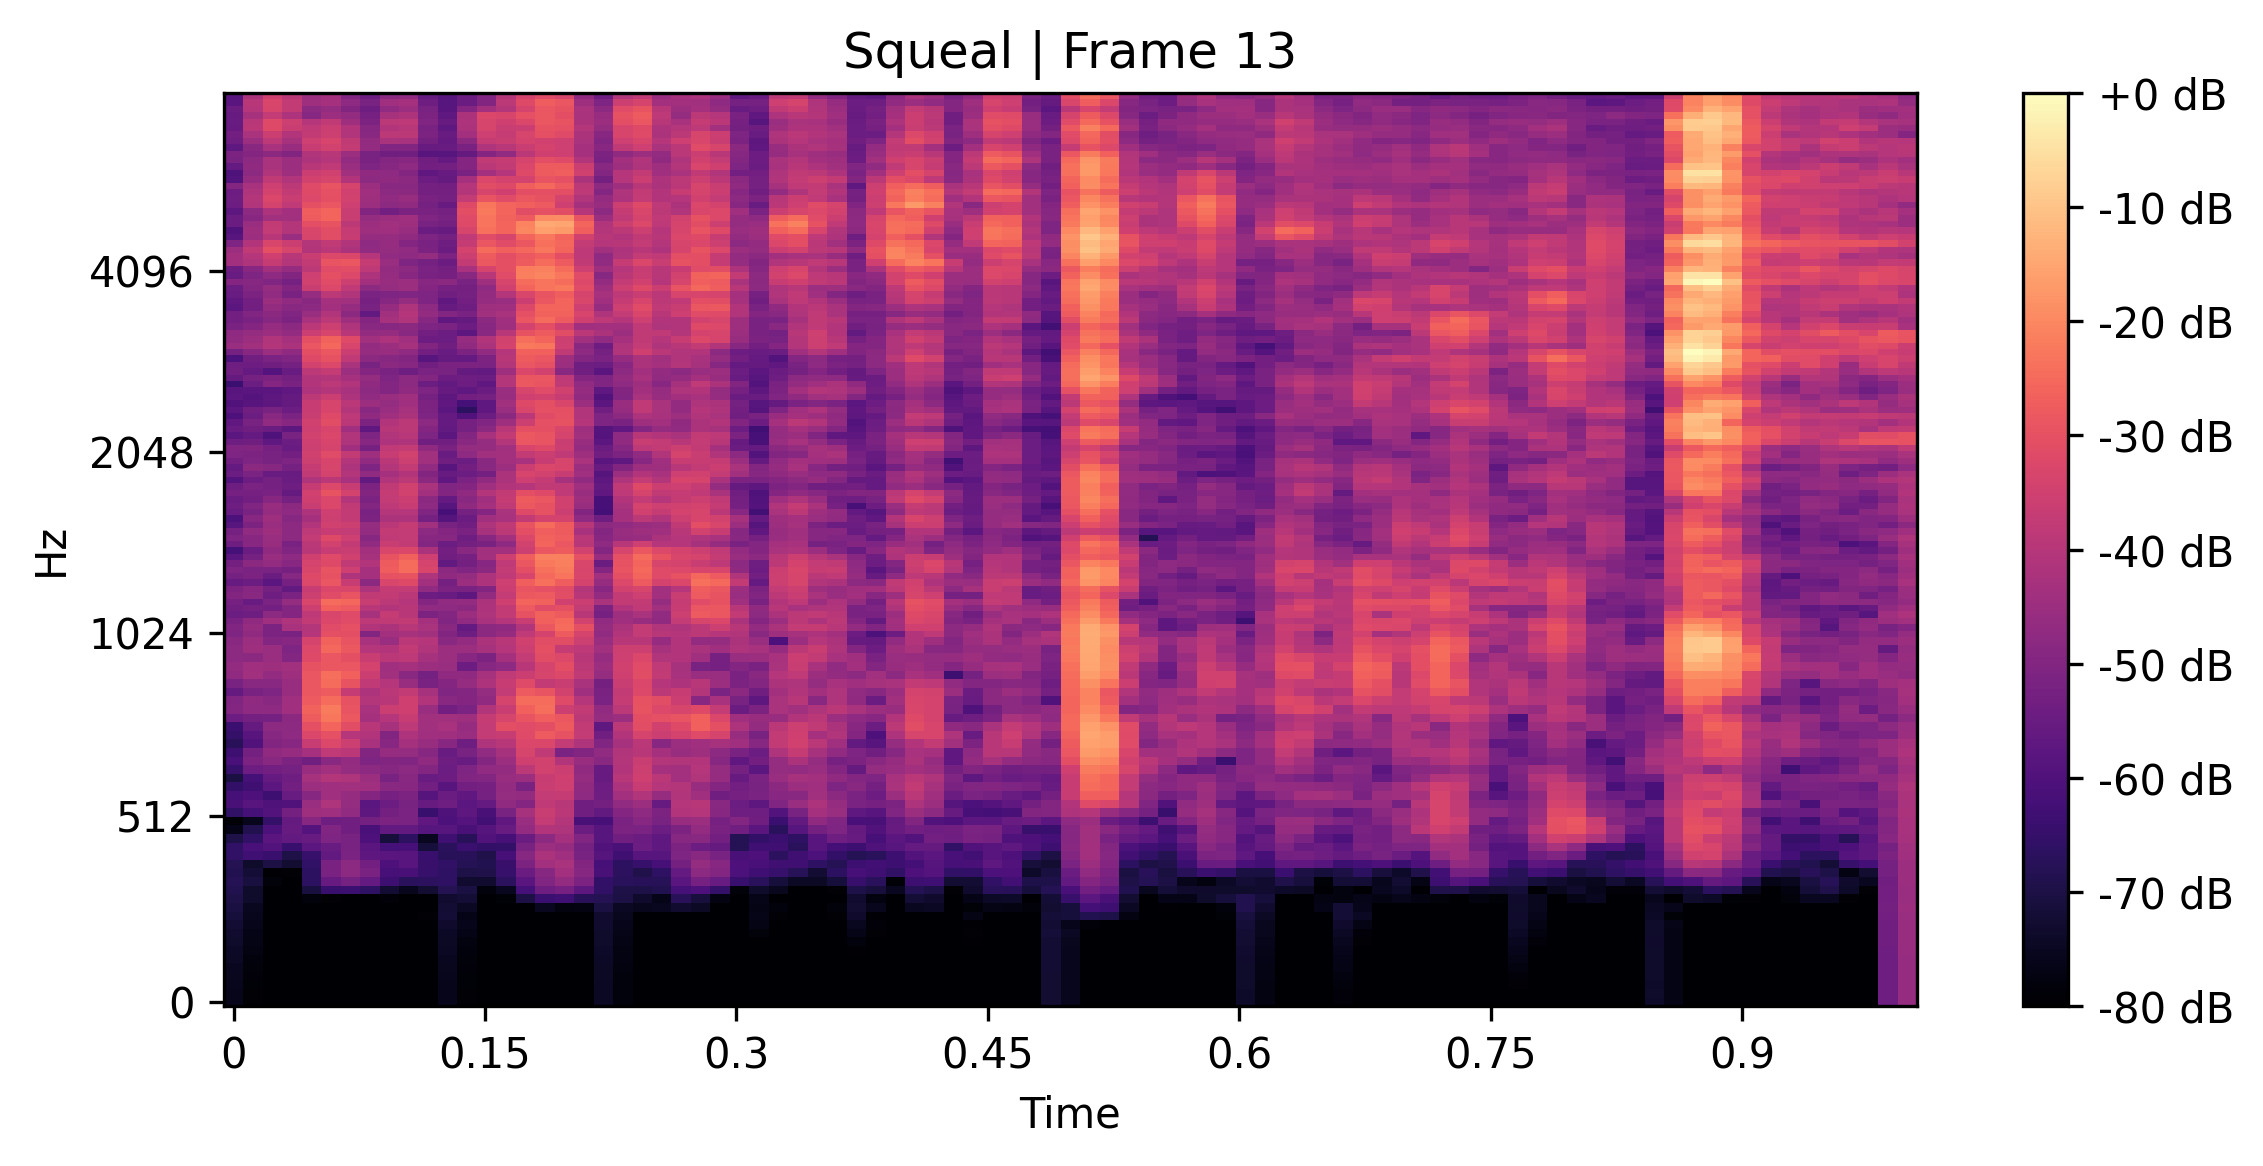 Squeal | Frame 13
+0 dB
-10 dB
-20 dB
-30 dB
-40 dB
-50 dB
-60 dB
-70 dB
-80 dB
Hz
4096
2048
1024
512
0
0 0.15 0.3 0.45 0.6 0.75 0.9
Time